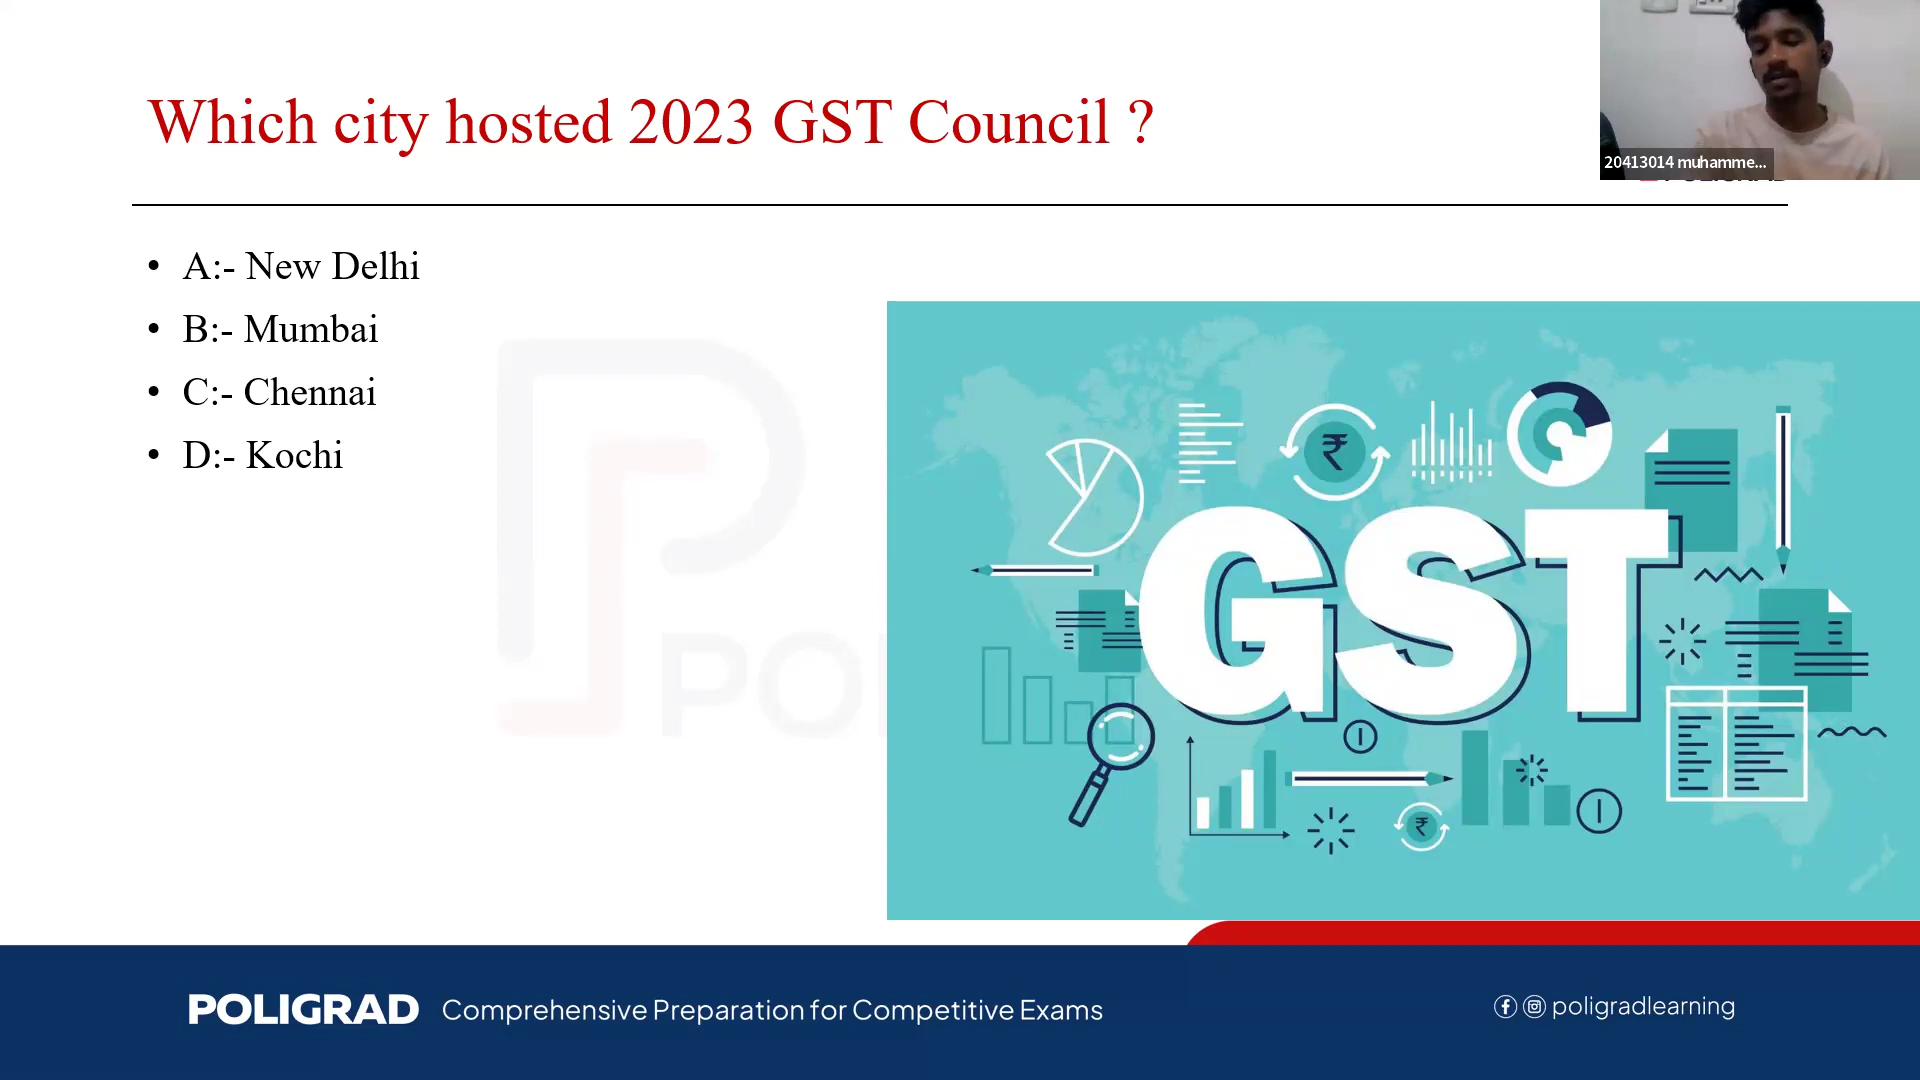 Which city hosted 2023 GST Council ?
20413014 muhamme...
• A:- New Delhi
• B:- Mumbai
• C:- Chennai
• D:- Kochi
PO
₹
GST
₹
POLIGRAD Comprehensive Preparation for Competitive Exams
poligradlearning